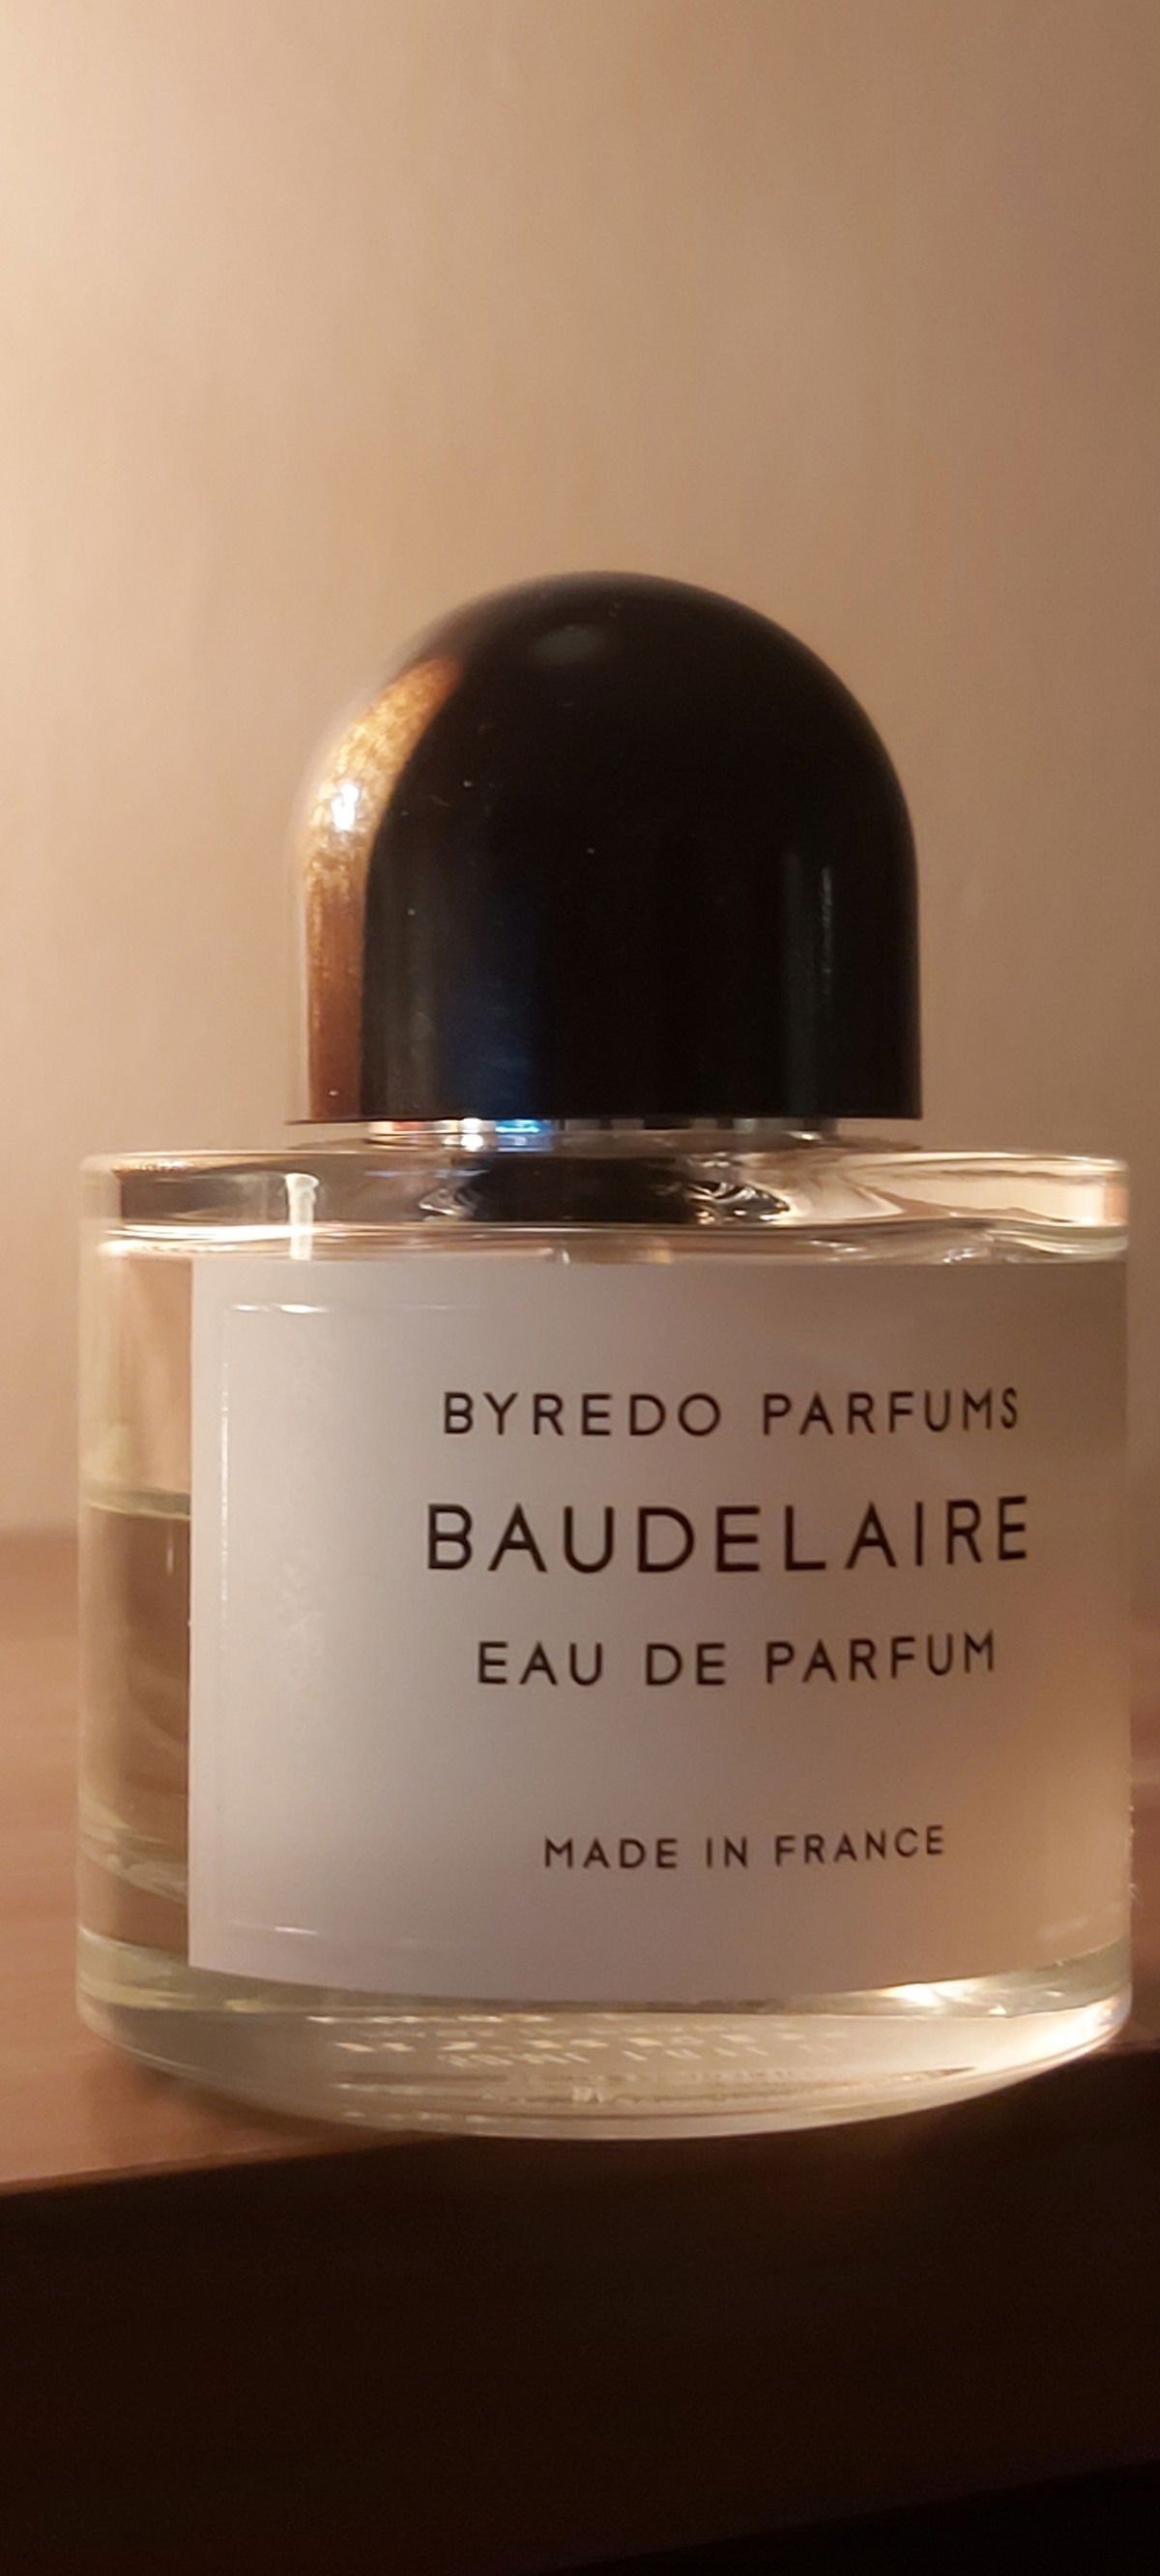 BYREDO PARFUMS
BAUDELAIRE
EAU DE PARFUM
MADE IN FRANCE